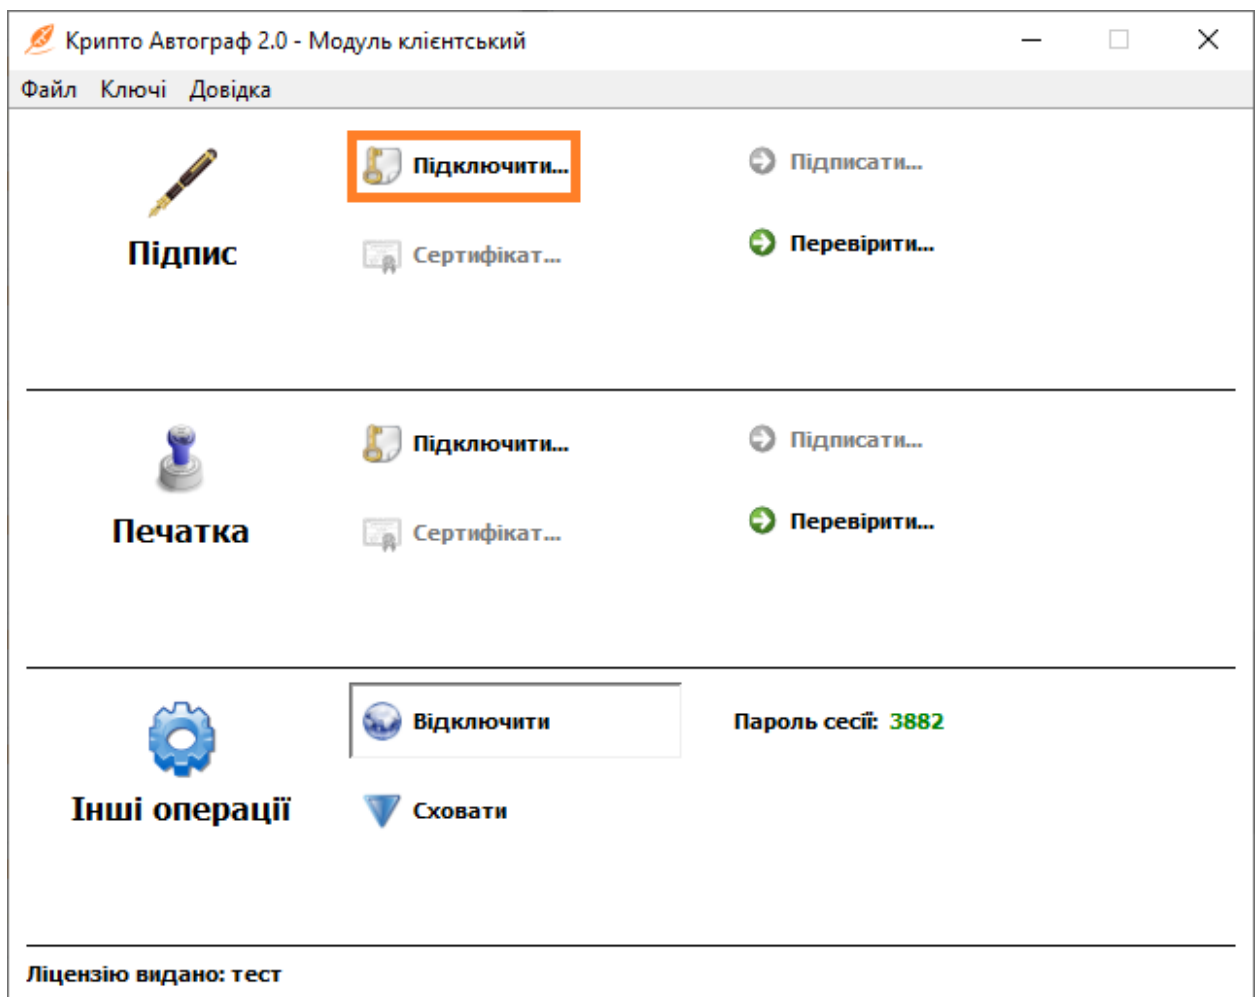 Крипто Автограф 2.0 - Модуль клієнтський
Файл Ключі Довідка
Підключити... Підписати...
Підпис Сертифікат... Перевірити...
Підключити... Підписати...
Печатка Сертифікат... Перевірити...
Відключити Пароль сесії: 3882
Інші операції Сховати
Ліцензію видано: тест